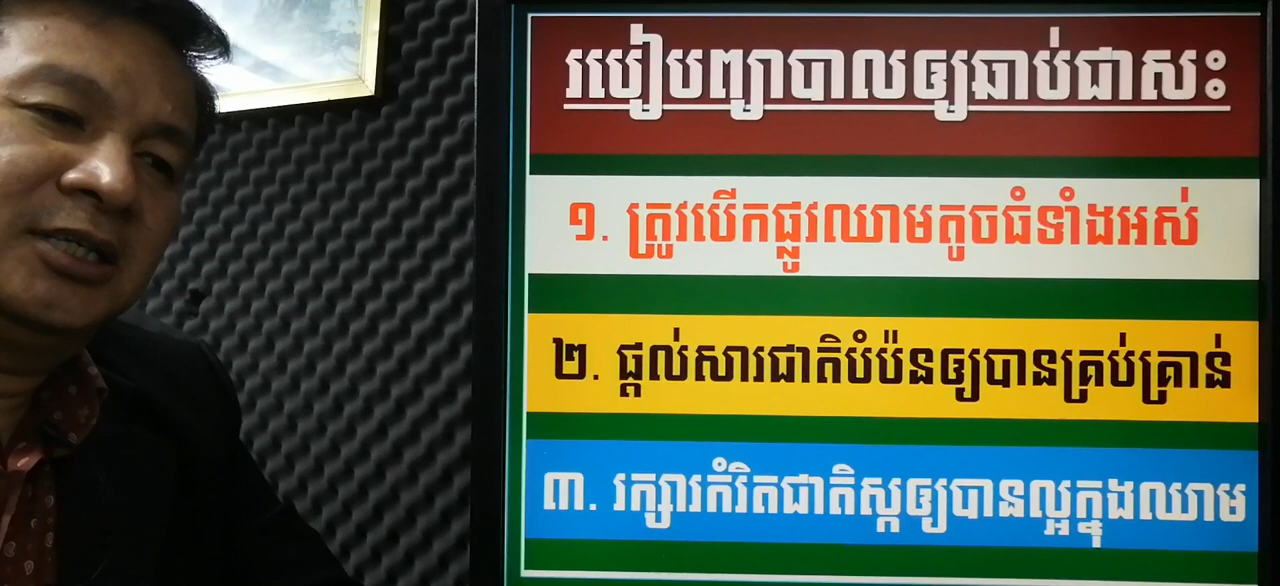 របៀបព្យាបាលឲ្យឆាប់ជាសះ
១. ត្រូវបើកផ្លូវឈាមតូចធំទាំងអស់
២. ផ្តល់សារជាតិបំប៉នឲ្យបានគ្រប់គ្រាន់
៣. រក្សារកំរិតជាតិស្ករឲ្យបានល្អក្នុងឈាម